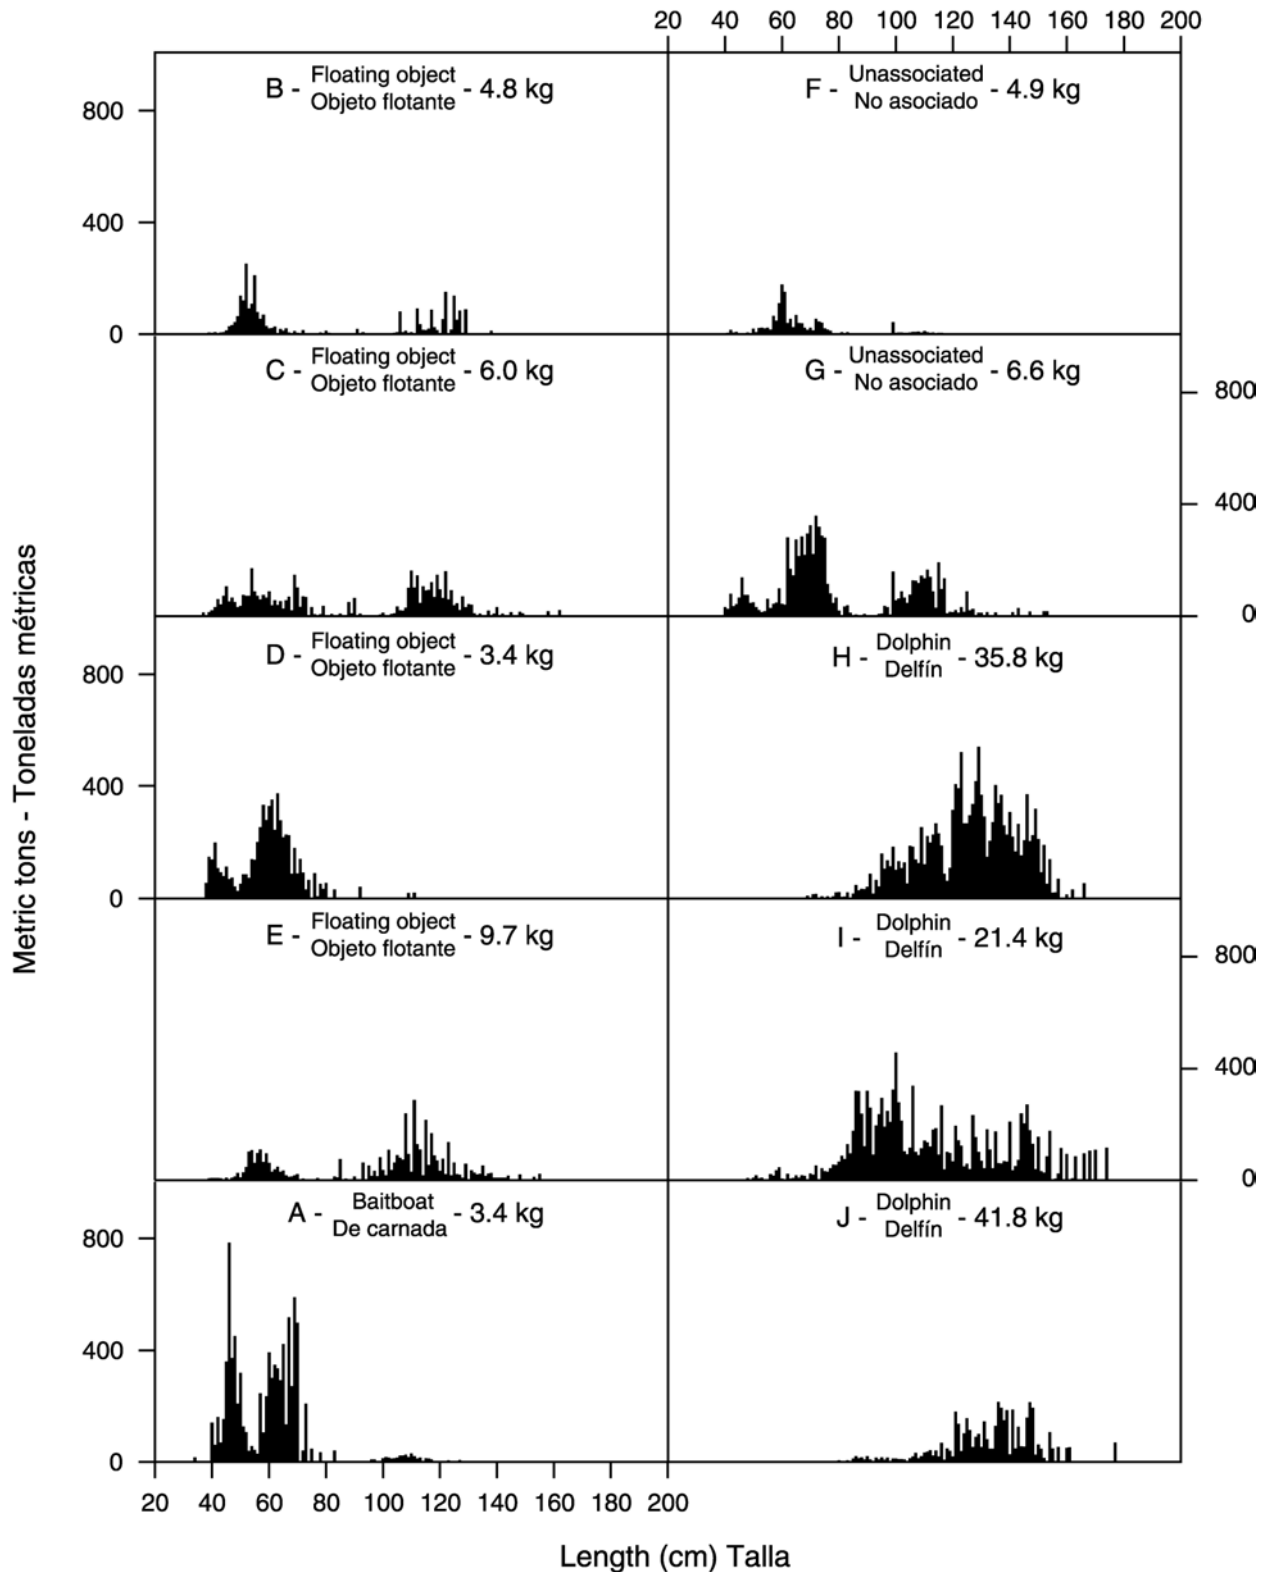 20 40 60 80 100 120 140 160 180 200
B - Floating object - 4.8 kg
Objeto flotante
F - Unassociated - 4.9 kg
No asociado
800
400
0
C - Floating object - 6.0 kg
Objeto flotante
G - Unassociated - 6.6 kg
No asociado
800
400
0
D - Floating object - 3.4 kg
Objeto flotante
H - Dolphin - 35.8 kg
Delfín
800
400
0
E - Floating object - 9.7 kg
Objeto flotante
I - Dolphin - 21.4 kg
Delfín
800
400
0
A - Baitboat - 3.4 kg
De carnada
J - Dolphin - 41.8 kg
Delfín
800
400
0
20 40 60 80 100 120 140 160 180 200
Metric tons - Toneladas métricas
Length (cm) Talla